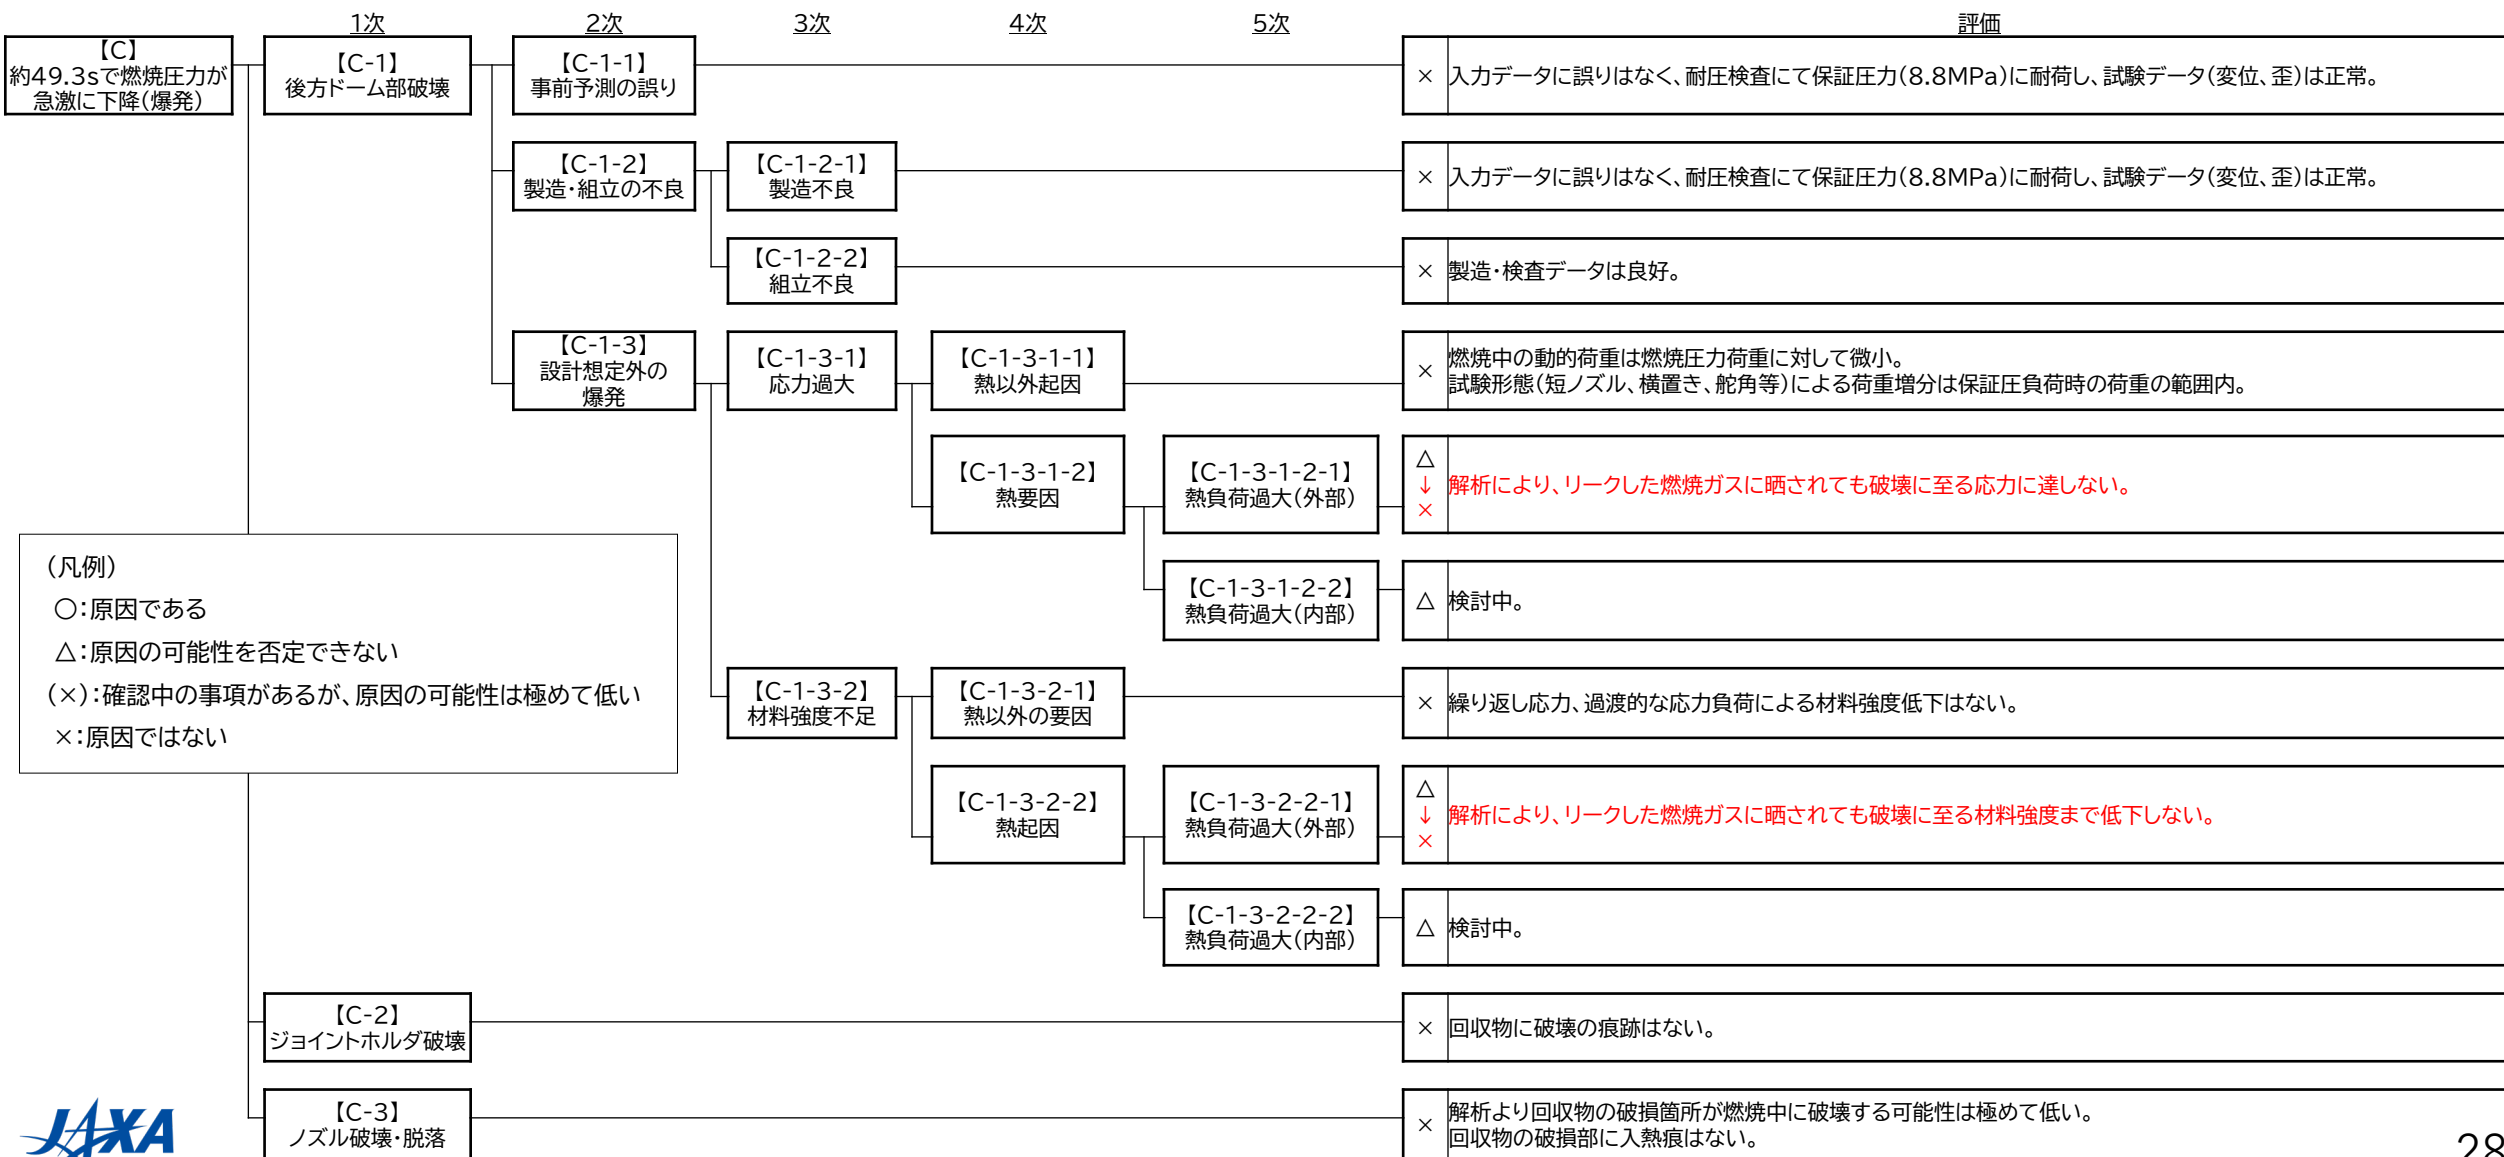 1次
2次
3次
4次
5次
評価
【C】
約49.3sで燃焼圧力が
急激に下降(爆発)
【C-1】
後方ドーム部破壊
【C-1-1】
事前予測の誤り
×
入力データに誤りはなく、耐圧検査にて保証圧力(8.8MPa)に耐荷し、試験データ(変位、歪)は正常。
【C-1-2】
製造・組立の不良
【C-1-2-1】
製造不良
×
入力データに誤りはなく、耐圧検査にて保証圧力(8.8MPa)に耐荷し、試験データ(変位、歪)は正常。
【C-1-2-2】
組立不良
×
製造・検査データは良好。
【C-1-3】
設計想定外の
爆発
【C-1-3-1】
応力過大
【C-1-3-1-1】
熱以外起因
×
燃焼中の動的荷重は燃焼圧力荷重に対して微小。
試験形態(短ノズル、横置き、舵角等)による荷重増分は保証圧負荷時の荷重の範囲内。
【C-1-3-1-2】
熱要因
【C-1-3-1-2-1】
熱負荷過大(外部)
△
↓
×
解析により、リークした燃焼ガスに晒されても破壊に至る応力に達しない。
【C-1-3-1-2-2】
熱負荷過大(内部)
△
検討中。
【C-1-3-2】
材料強度不足
【C-1-3-2-1】
熱以外の要因
×
繰り返し応力、過渡的な応力負荷による材料強度低下はない。
【C-1-3-2-2】
熱起因
【C-1-3-2-2-1】
熱負荷過大(外部)
△
↓
×
解析により、リークした燃焼ガスに晒されても破壊に至る材料強度まで低下しない。
【C-1-3-2-2-2】
熱負荷過大(内部)
△
検討中。
【C-2】
ジョイントホルダ破壊
×
回収物に破壊の痕跡はない。
【C-3】
ノズル破壊・脱落
×
解析より回収物の破損箇所が燃焼中に破壊する可能性は極めて低い。
回収物の破損部に入熱痕はない。
(凡例)
○:原因である
△:原因の可能性を否定できない
(×):確認中の事項があるが、原因の可能性は極めて低い
×:原因ではない
JAXA
28